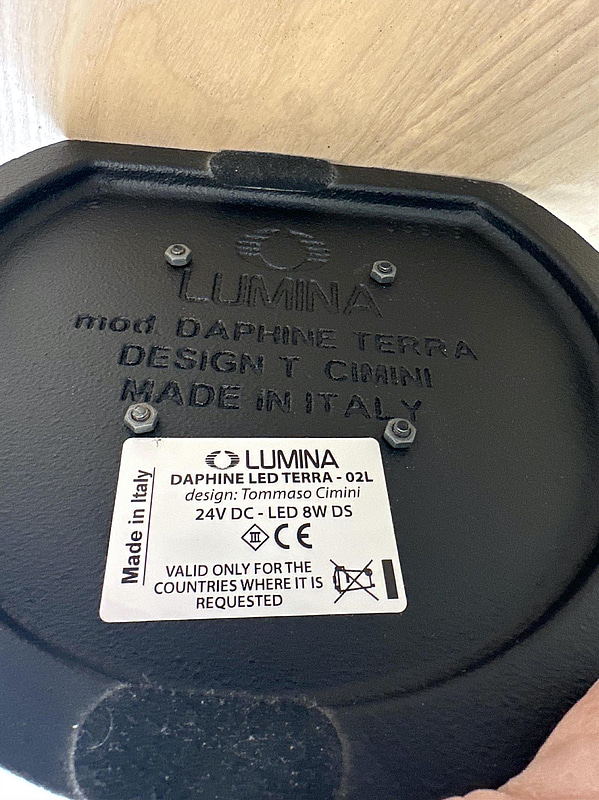 LUMINA
mod. DAPHINE TERRA
DESIGN T CIMINI
MADE iN ITALY
Made in Italy
LUMINA
DAPHINE LED TERRA - 02L
design: Tommaso Cimini
24V DC - LED 8W DS
III CE
VALID ONLY FOR THE
COUNTRIES WHERE IT IS
REQUESTED